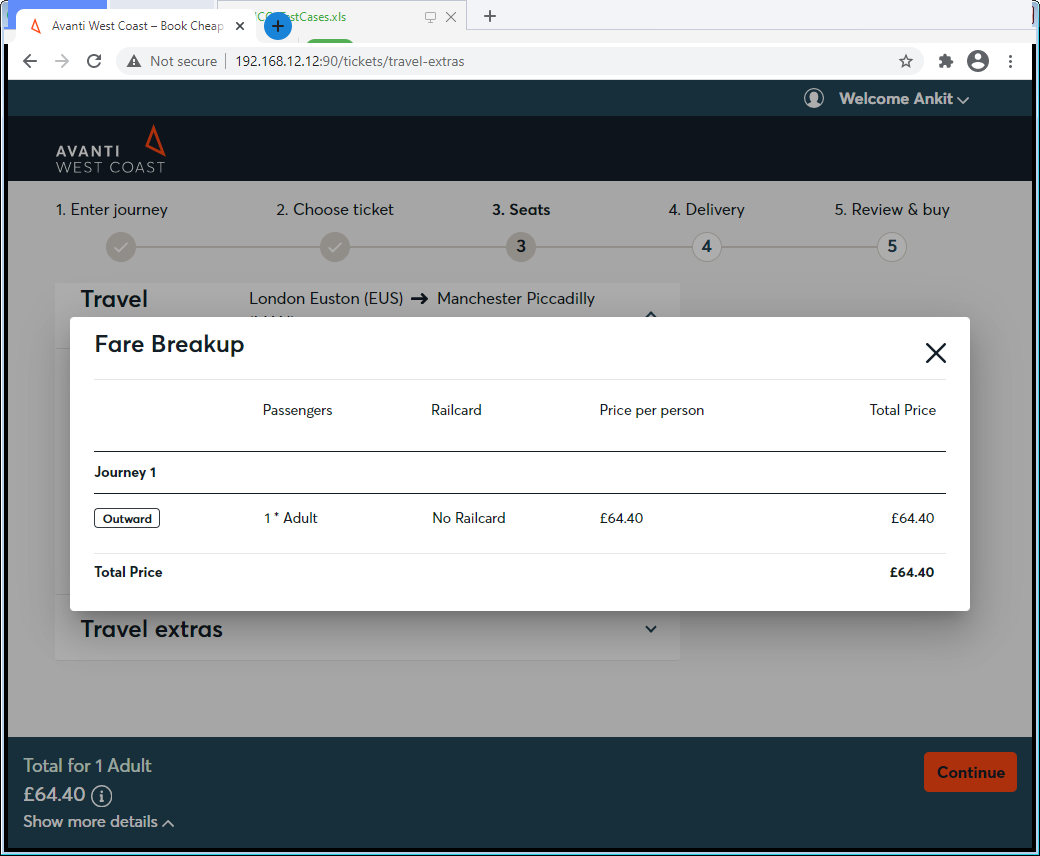 TestCases.xls
Avanti West Coast – Book Cheap
Not secure
192.168.12.12:90/tickets/travel-extras
Welcome Ankit
AVANTI
WEST COAST
1. Enter journey
2. Choose ticket
3. Seats
4. Delivery
5. Review & buy
3
4
5
Travel
London Euston (EUS) → Manchester Piccadilly
Fare Breakup
Passengers
Railcard
Price per person
Total Price
Journey 1
Outward
1 * Adult
No Railcard
£64.40
£64.40
Total Price
£64.40
Travel extras
Total for 1 Adult
£64.40
Show more details
Continue